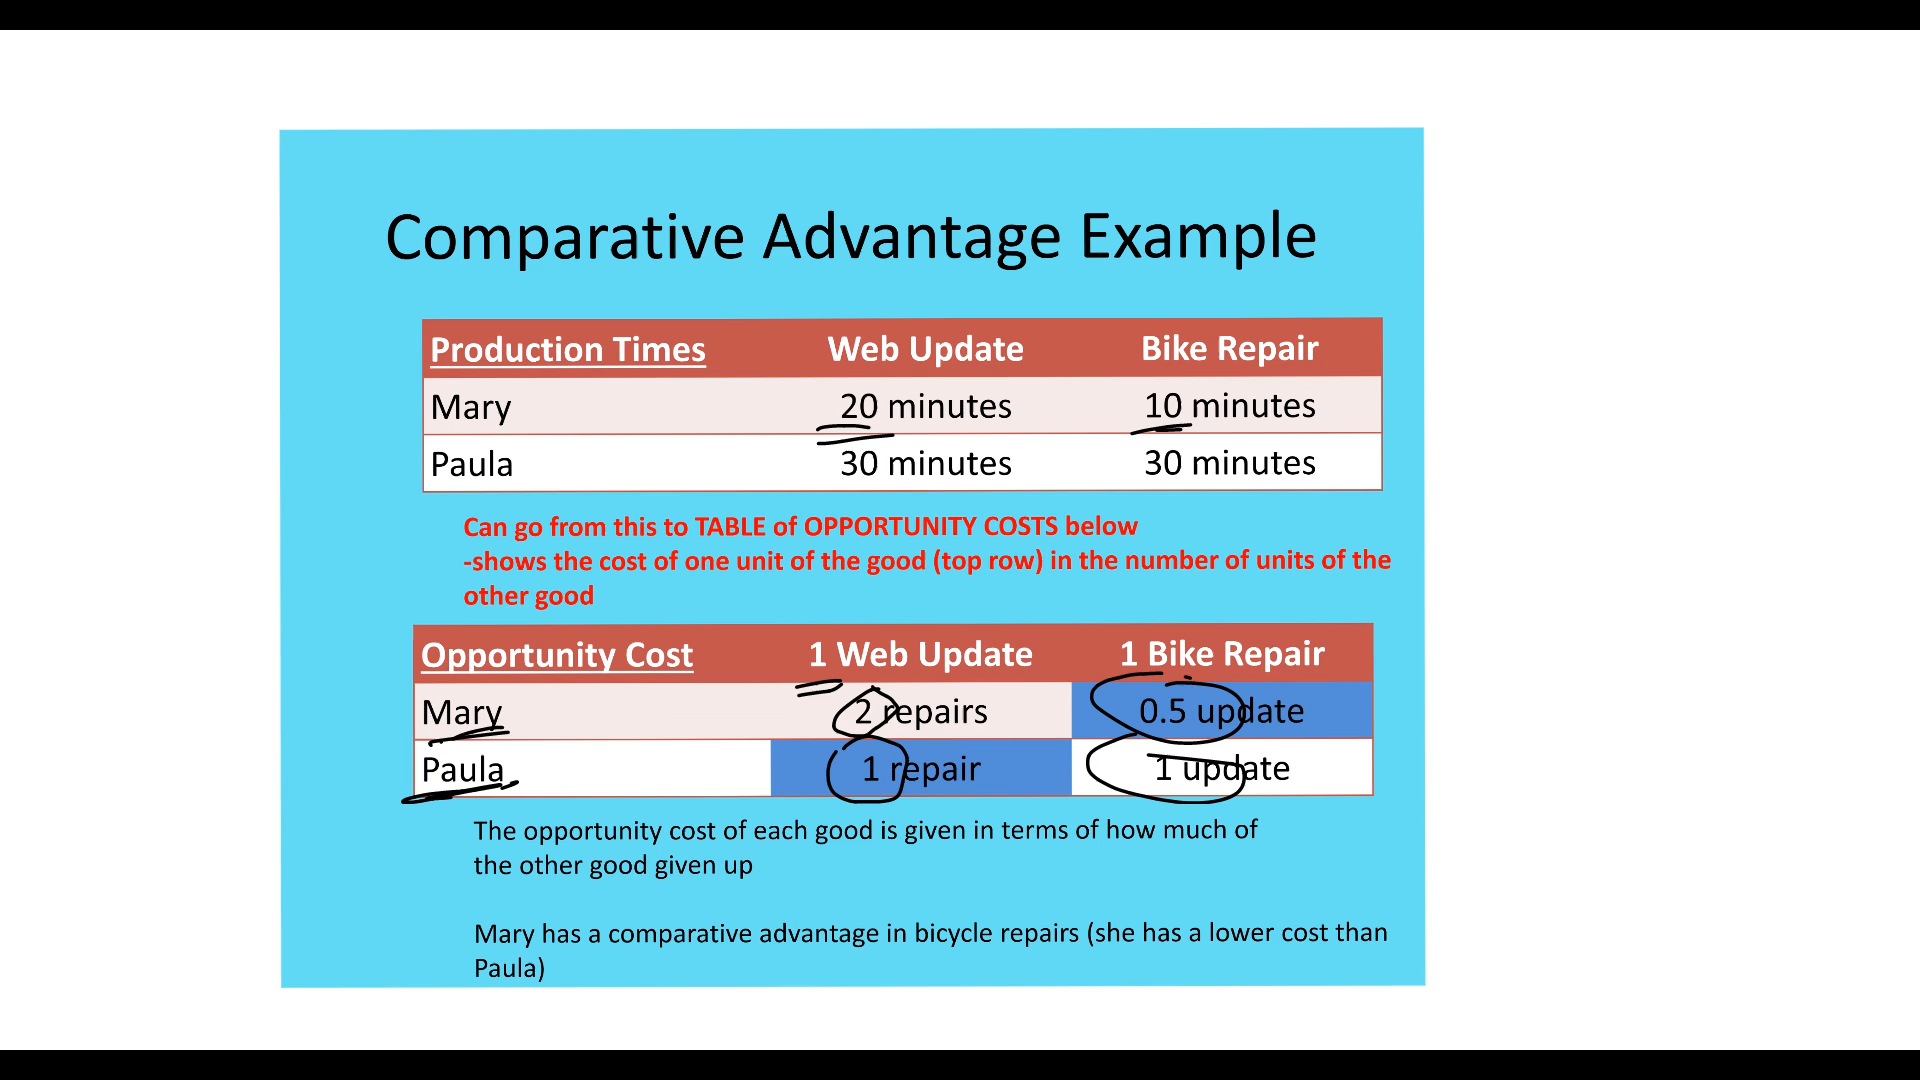 Comparative Advantage Example
Production Times Web Update Bike Repair
Mary 20 minutes 10 minutes
Paula 30 minutes 30 minutes
Can go from this to TABLE of OPPORTUNITY COSTS below
-shows the cost of one unit of the good (top row) in the number of units of the
other good
Opportunity Cost 1 Web Update 1 Bike Repair
Mary 2 repairs 0.5 update
Paula 1 repair 1 update
The opportunity cost of each good is given in terms of how much of
the other good given up
Mary has a comparative advantage in bicycle repairs (she has a lower cost than
Paula)